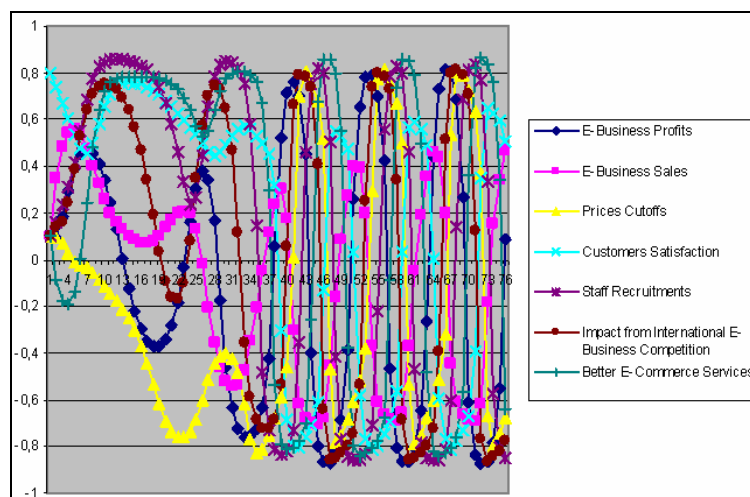 1
0,8
0,6
0,4
0,2
0
-0,2
-0,4
-0,6
-0,8
-1
1 4 7 10 13 16 19 22 25 28 31 34 37 40 43 46 49 52 55 58 61 64 67 70 73 76
E-Business Profits
E-Business Sales
Prices Cutoffs
Customers Satisfaction
Staff Recruitments
Impact from International E-
Business Competition
Better E-Commerce Services